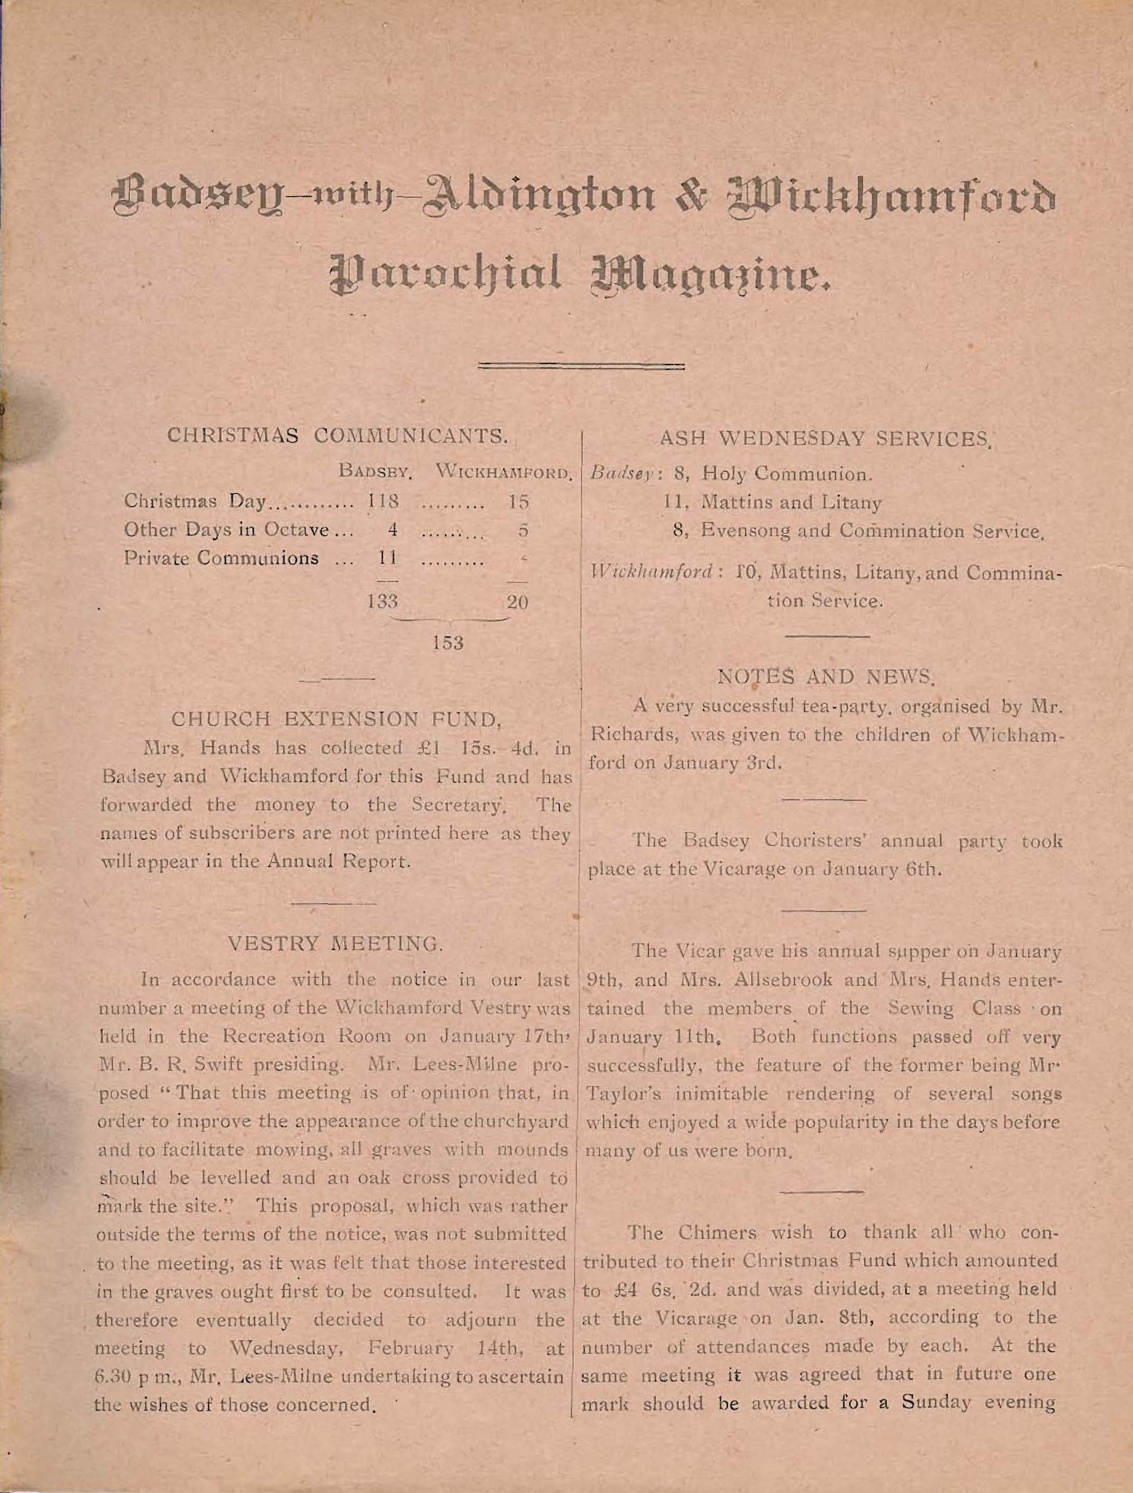 Badsey—with—Aldington & Wickhamford
Parochial Magazine.
CHRISTMAS COMMUNICANTS.
BADSEY. WICKHAMFORD.
Christmas Day............... 118 ......... 15
Other Days in Octave... 4 ......... 5
Private Communions ... 11 .........
133 20
153
CHURCH EXTENSION FUND,
Mrs. Hands has collected £1 15s. 4d. in
Badsey and Wickhamford for this Fund and has
forwarded the money to the Secretary. The
names of subscribers are not printed here as they
will appear in the Annual Report.
VESTRY MEETING.
In accordance with the notice in our last
number a meeting of the Wickhamford Vestry was
held in the Recreation Room on January 17th,
Mr. B. R. Swift presiding. Mr. Lees-Milne pro-
posed “That this meeting is of opinion that, in
order to improve the appearance of the churchyard
and to facilitate mowing, all graves with mounds
should be levelled and an oak cross provided to
mark the site.” This proposal, which was rather
outside the terms of the notice, was not submitted
to the meeting, as it was felt that those interested
in the graves ought first to be consulted. It was
therefore eventually decided to adjourn the
meeting to Wednesday, February 14th, at
6.30 p m., Mr. Lees-Milne undertaking to ascertain
the wishes of those concerned.
ASH WEDNESDAY SERVICES.
Badsey: 8, Holy Communion.
11, Mattins and Litany
8, Evensong and Commination Service.
Wickhamford: 10, Mattins, Litany, and Commina-
tion Service.
NOTES AND NEWS.
A very successful tea-party, organised by Mr.
Richards, was given to the children of Wickham-
ford on January 3rd.
The Badsey Choristers’ annual party took
place at the Vicarage on January 6th.
The Vicar gave his annual supper on January
9th, and Mrs. Allsebrook and Mrs. Hands enter-
tained the members of the Sewing Class on
January 11th. Both functions passed off very
successfully, the feature of the former being Mr.
Taylor’s inimitable rendering of several songs
which enjoyed a wide popularity in the days before
many of us were born.
The Chimers wish to thank all who con-
tributed to their Christmas Fund which amounted
to £4 6s. 2d. and was divided, at a meeting held
at the Vicarage on Jan. 8th, according to the
number of attendances made by each. At the
same meeting it was agreed that in future one
mark should be awarded for a Sunday evening